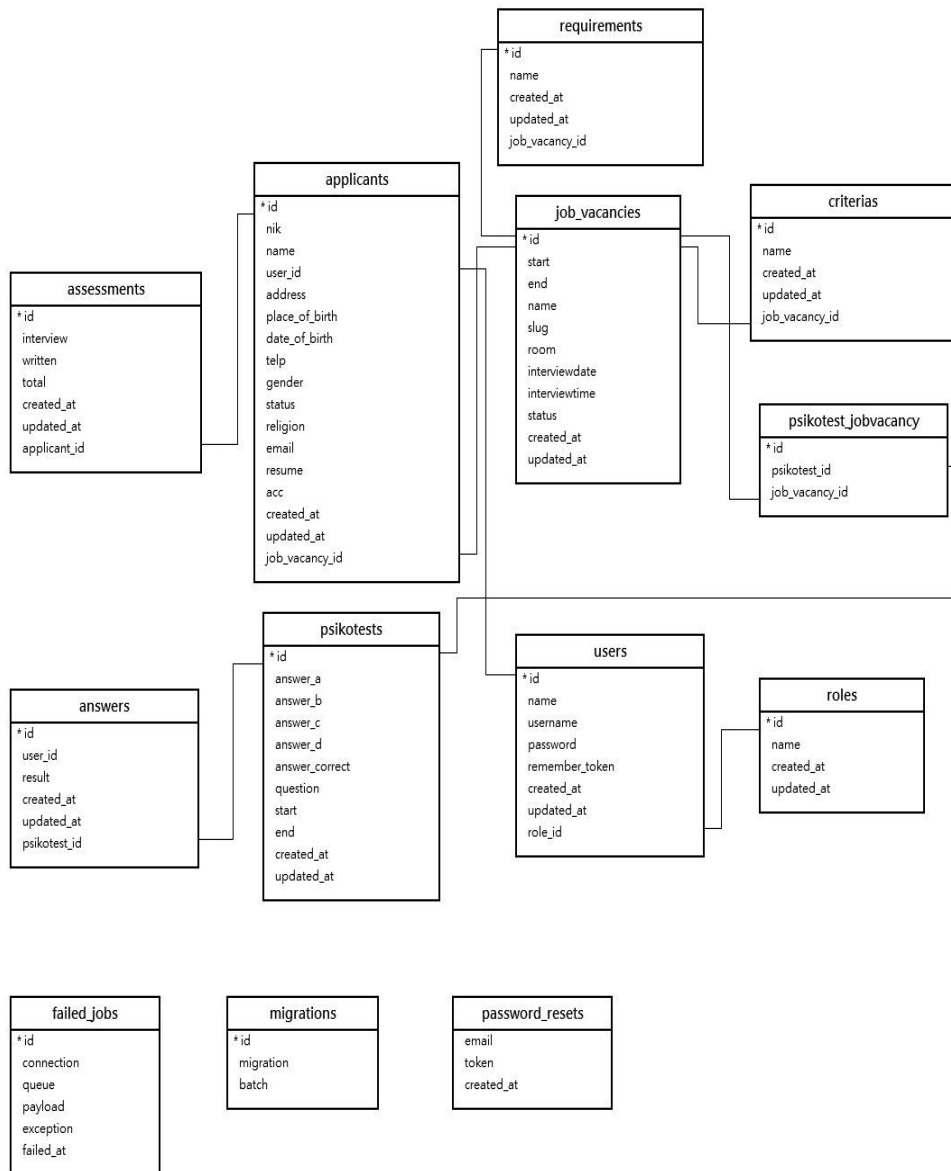 requirements
* id
name
created_at
updated_at
job_vacancy_id
applicants
* id
nik
name
user_id
address
place_of_birth
date_of_birth
telp
gender
status
religion
email
resume
acc
created_at
updated_at
job_vacancy_id
job_vacancies
* id
start
end
name
slug
room
interviewdate
interviewtime
status
created_at
updated_at
criterias
* id
name
created_at
updated_at
job_vacancy_id
assessments
* id
interview
written
total
created_at
updated_at
applicant_id
psikotest_jobvacancy
* id
psikotest_id
job_vacancy_id
psikotests
* id
answer_a
answer_b
answer_c
answer_d
answer_correct
question
start
end
created_at
updated_at
users
* id
name
username
password
remember_token
created_at
updated_at
role_id
roles
* id
name
created_at
updated_at
answers
* id
user_id
result
created_at
updated_at
psikotest_id
failed_jobs
* id
connection
queue
payload
exception
failed_at
migrations
* id
migration
batch
password_resets
email
token
created_at